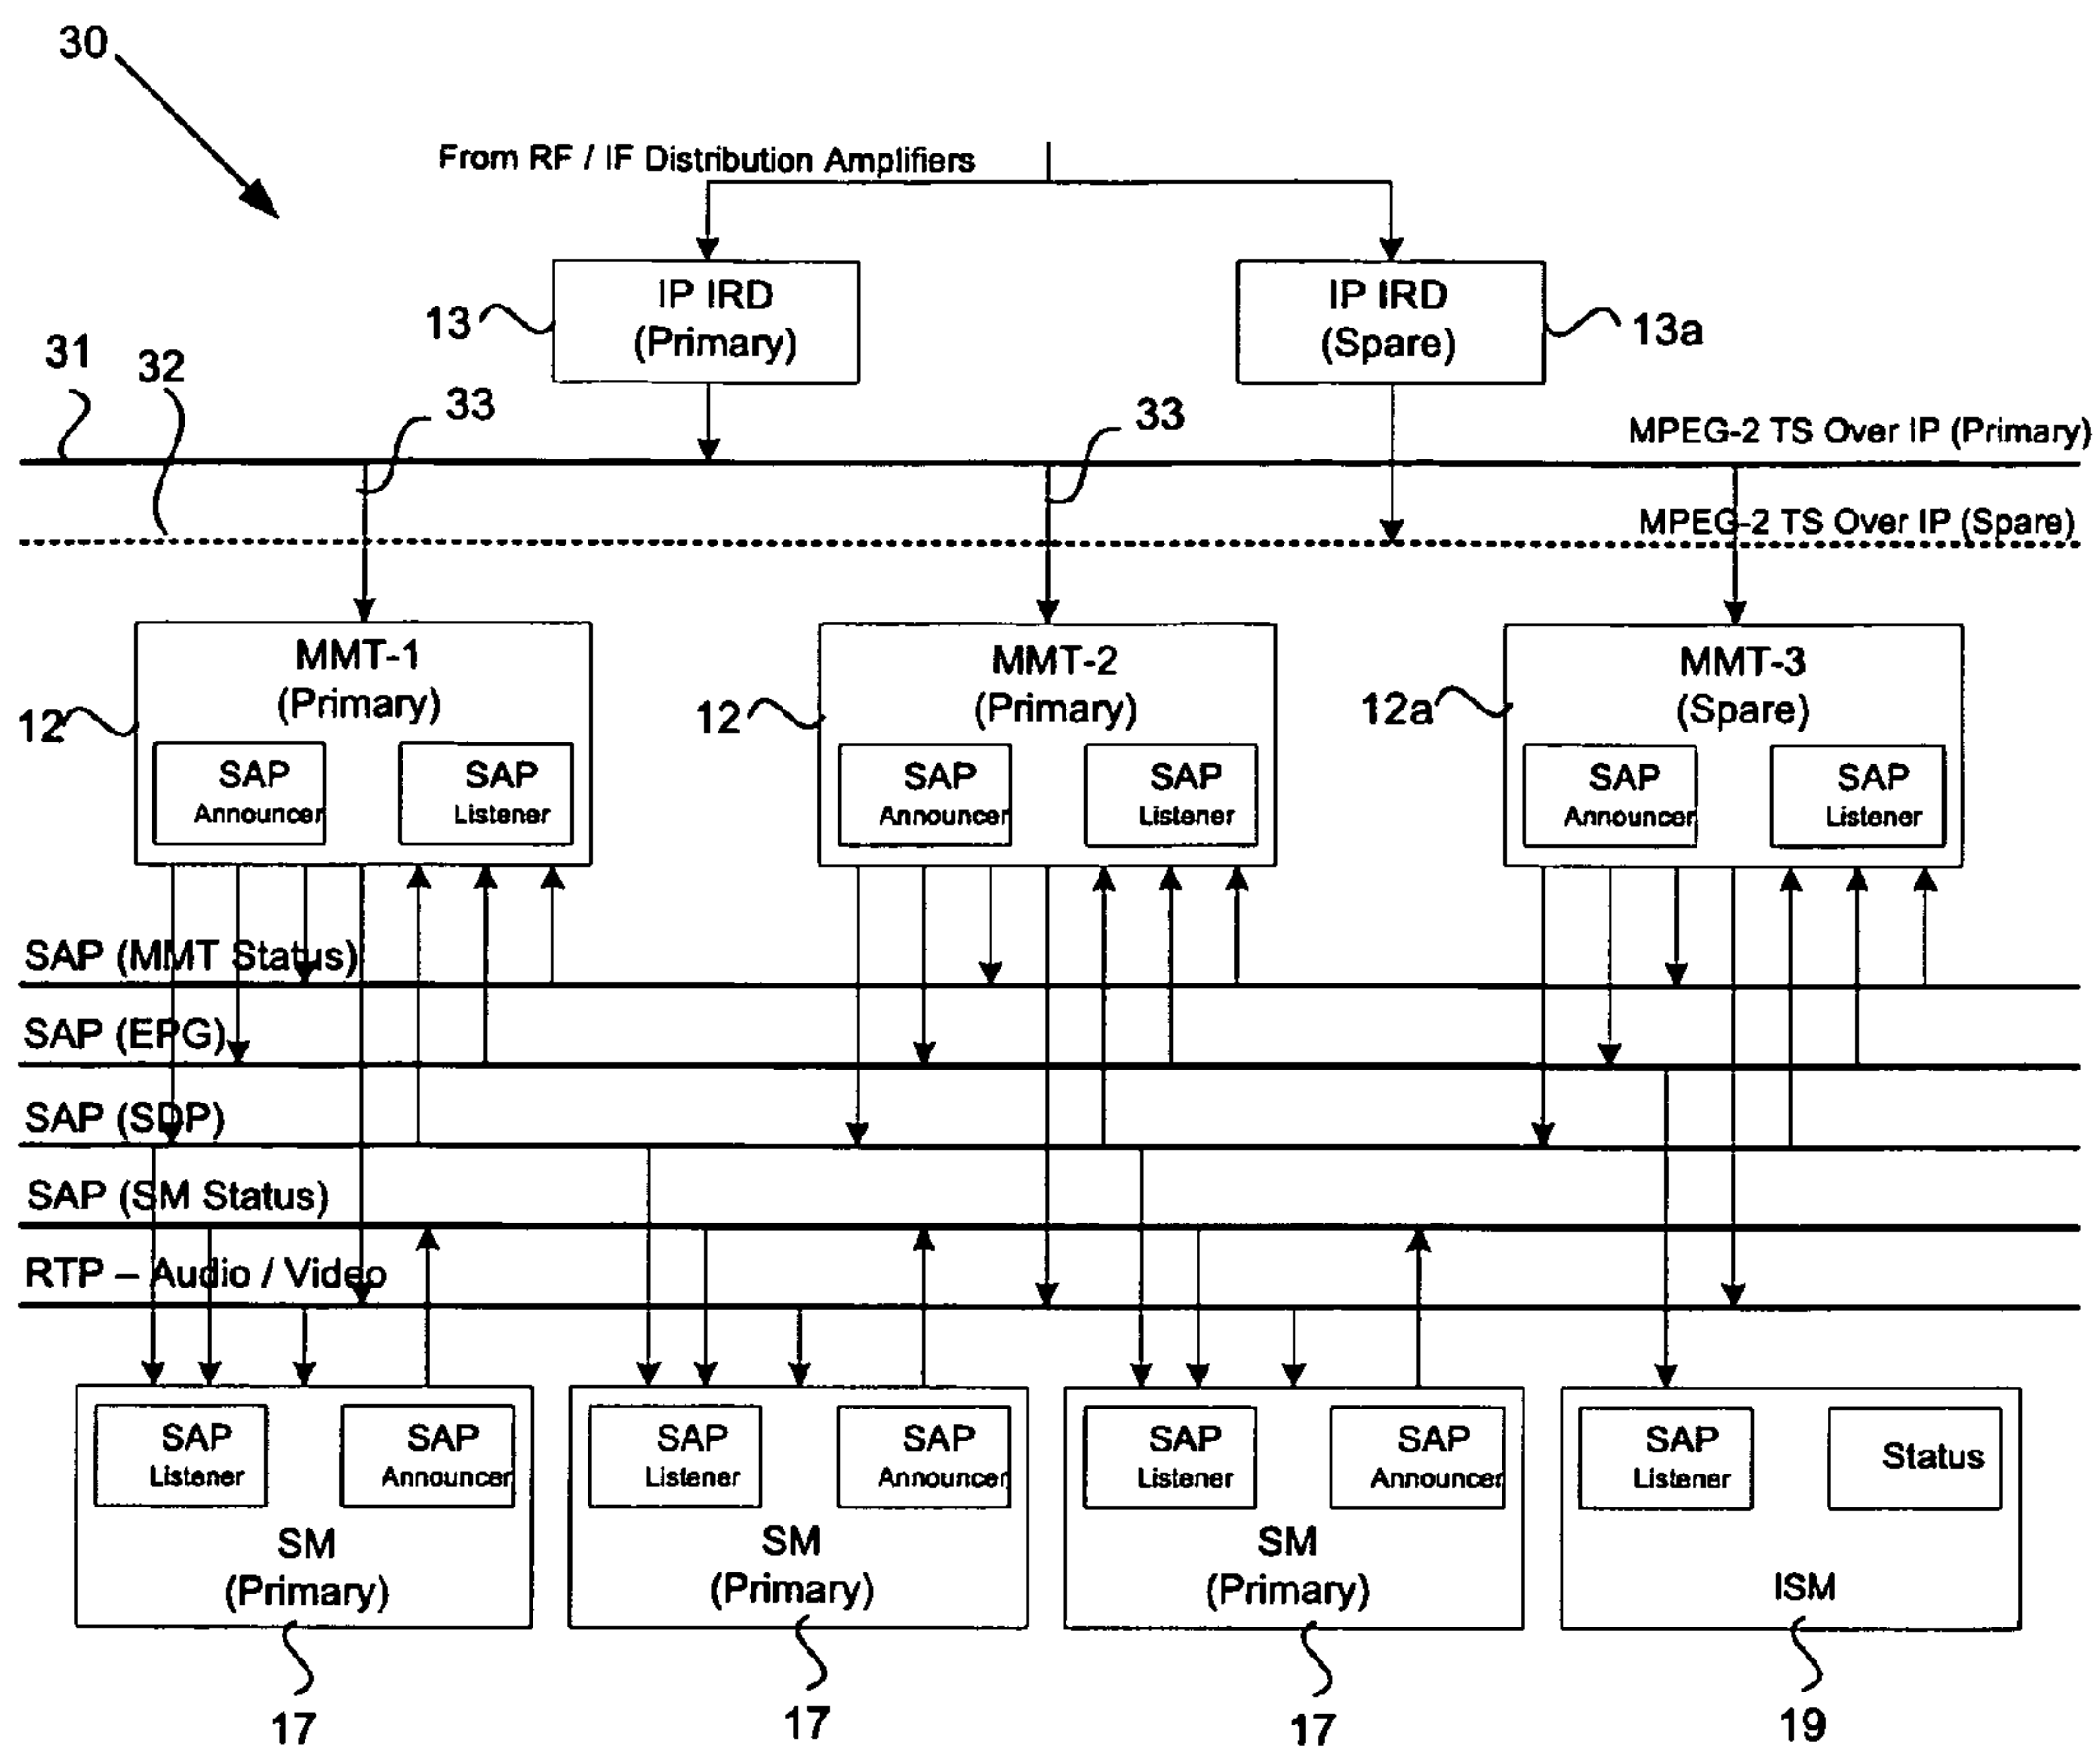 30
From RF / IF Distribution Amplifiers
IP IRD
(Primary)
13
IP IRD
(Spare)
13a
31
32
33
33
MPEG-2 TS Over IP (Primary)
MPEG-2 TS Over IP (Spare)
MMT-1
(Primary)
12
SAP
Announcer
SAP
Listener
MMT-2
(Primary)
12
SAP
Announcer
SAP
Listener
MMT-3
(Spare)
12a
SAP
Announcer
SAP
Listener
SAP (MMT Status)
SAP (EPG)
SAP (SDP)
SAP (SM Status)
RTP – Audio / Video
SAP
Listener
SAP
Announcer
SM
(Primary)
SAP
Listener
SAP
Announcer
SM
(Primary)
SAP
Listener
SAP
Announcer
SM
(Primary)
SAP
Listener
Status
ISM
17
17
17
19